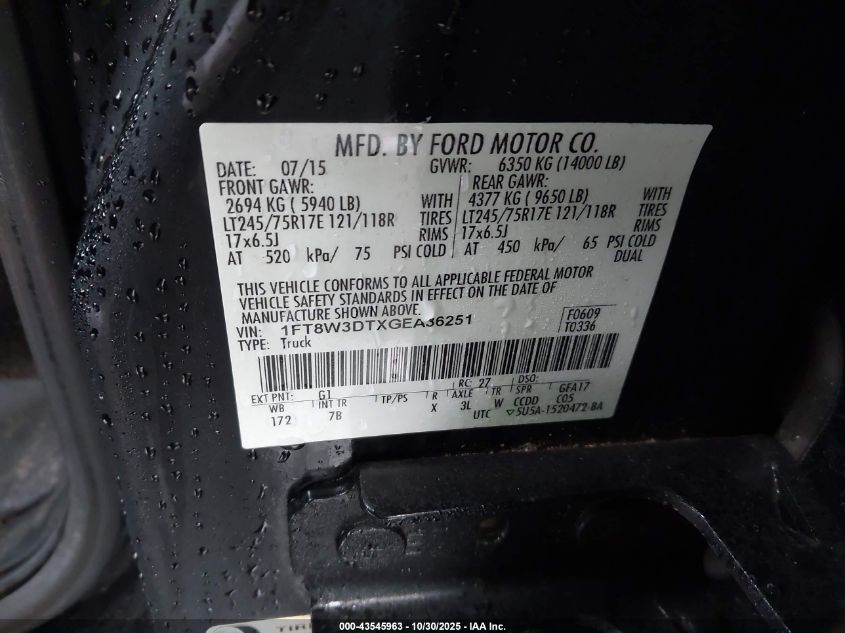 MFD. BY FORD MOTOR CO.
DATE: 07/15 GVWR: 6350 KG (14000 LB)
FRONT GAWR: REAR GAWR:
2694 KG ( 5940 LB) WITH 4377 KG ( 9650 LB) WITH
LT245/75R17E 121/118R TIRES LT245/75R17E 121/118R TIRES
17x6.5J RIMS 17x6.5J RIMS
AT 520 kPa/ 75 PSI COLD AT 450 kPa/ 65 PSI COLD
DUAL
THIS VEHICLE CONFORMS TO ALL APPLICABLE FEDERAL MOTOR
VEHICLE SAFETY STANDARDS IN EFFECT ON THE DATE OF
MANUFACTURE SHOWN ABOVE.
VIN: 1FT8W3DTXGEA36251 F0609
TYPE: Truck T0336
EXT PNT: G1 RC: 27 DSO:
WB INT TR TP/PS R AXLE TR SPR GFA17
172 7B X 3L W CCDD C05
UTC ▽5U5A-1520472-BA
TIR
000-43545963 - 10/30/2025 - IAA Inc.